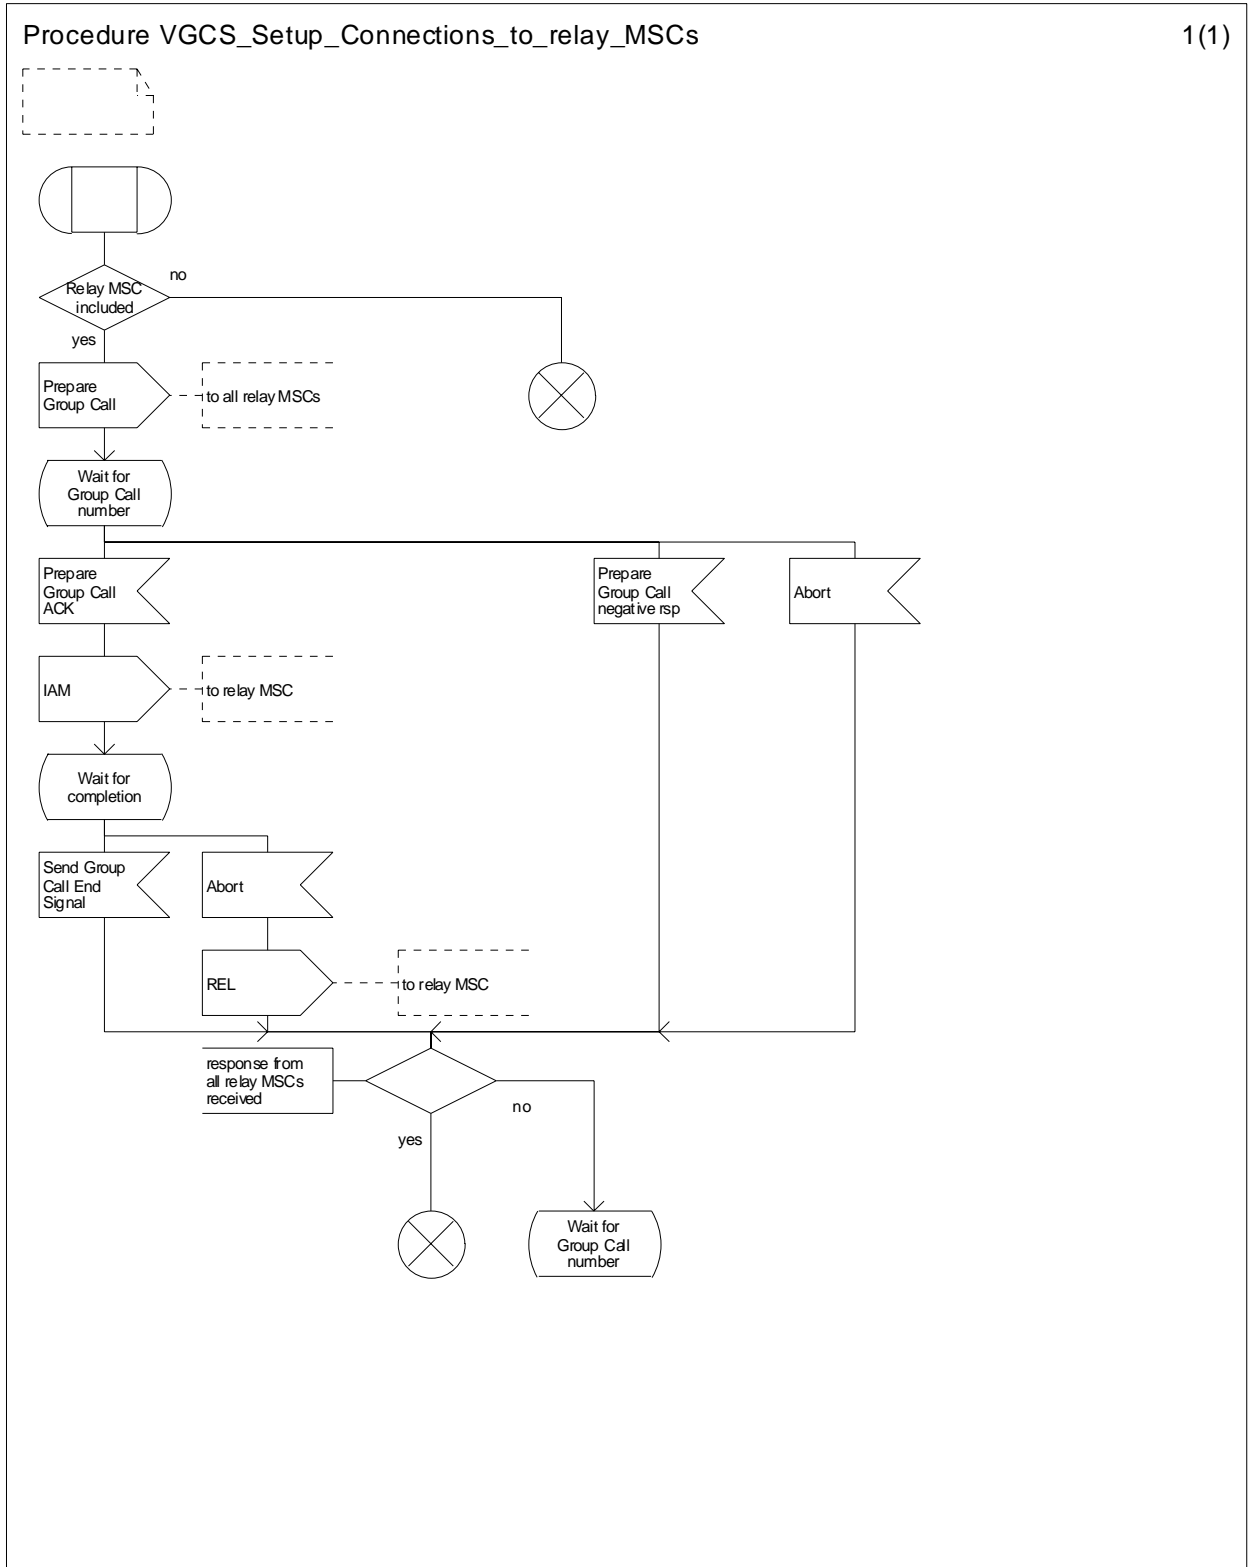 Procedure VGCS_Setup_Connections_to_relay_MSCs
1(1)
Relay MSC
included
no
yes
Prepare
Group Call
to all relay MSCs
Wait for
Group Call
number
Prepare
Group Call
ACK
Prepare
Group Call
negative rsp
Abort
IAM
to relay MSC
Wait for
completion
Send Group
Call End
Signal
Abort
REL
to relay MSC
response from
all relay MSCs
received
no
yes
Wait for
Group Call
number